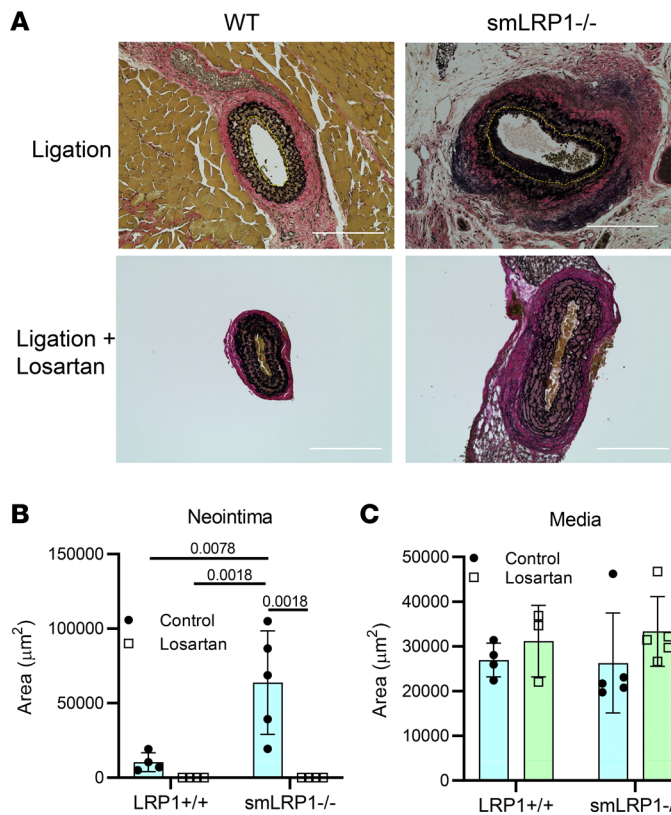 A
WT
smLRP1-/-
Ligation
Ligation +
Losartan
B
Neointima
150000
100000
50000
0
Area (μm2)
0.0078
0.0018
0.0018
Control
Losartan
LRP1+/+
smLRP1-/-
C
Media
50000
40000
30000
20000
10000
0
Area (μm2)
Control
Losartan
LRP1+/+
smLRP1-/